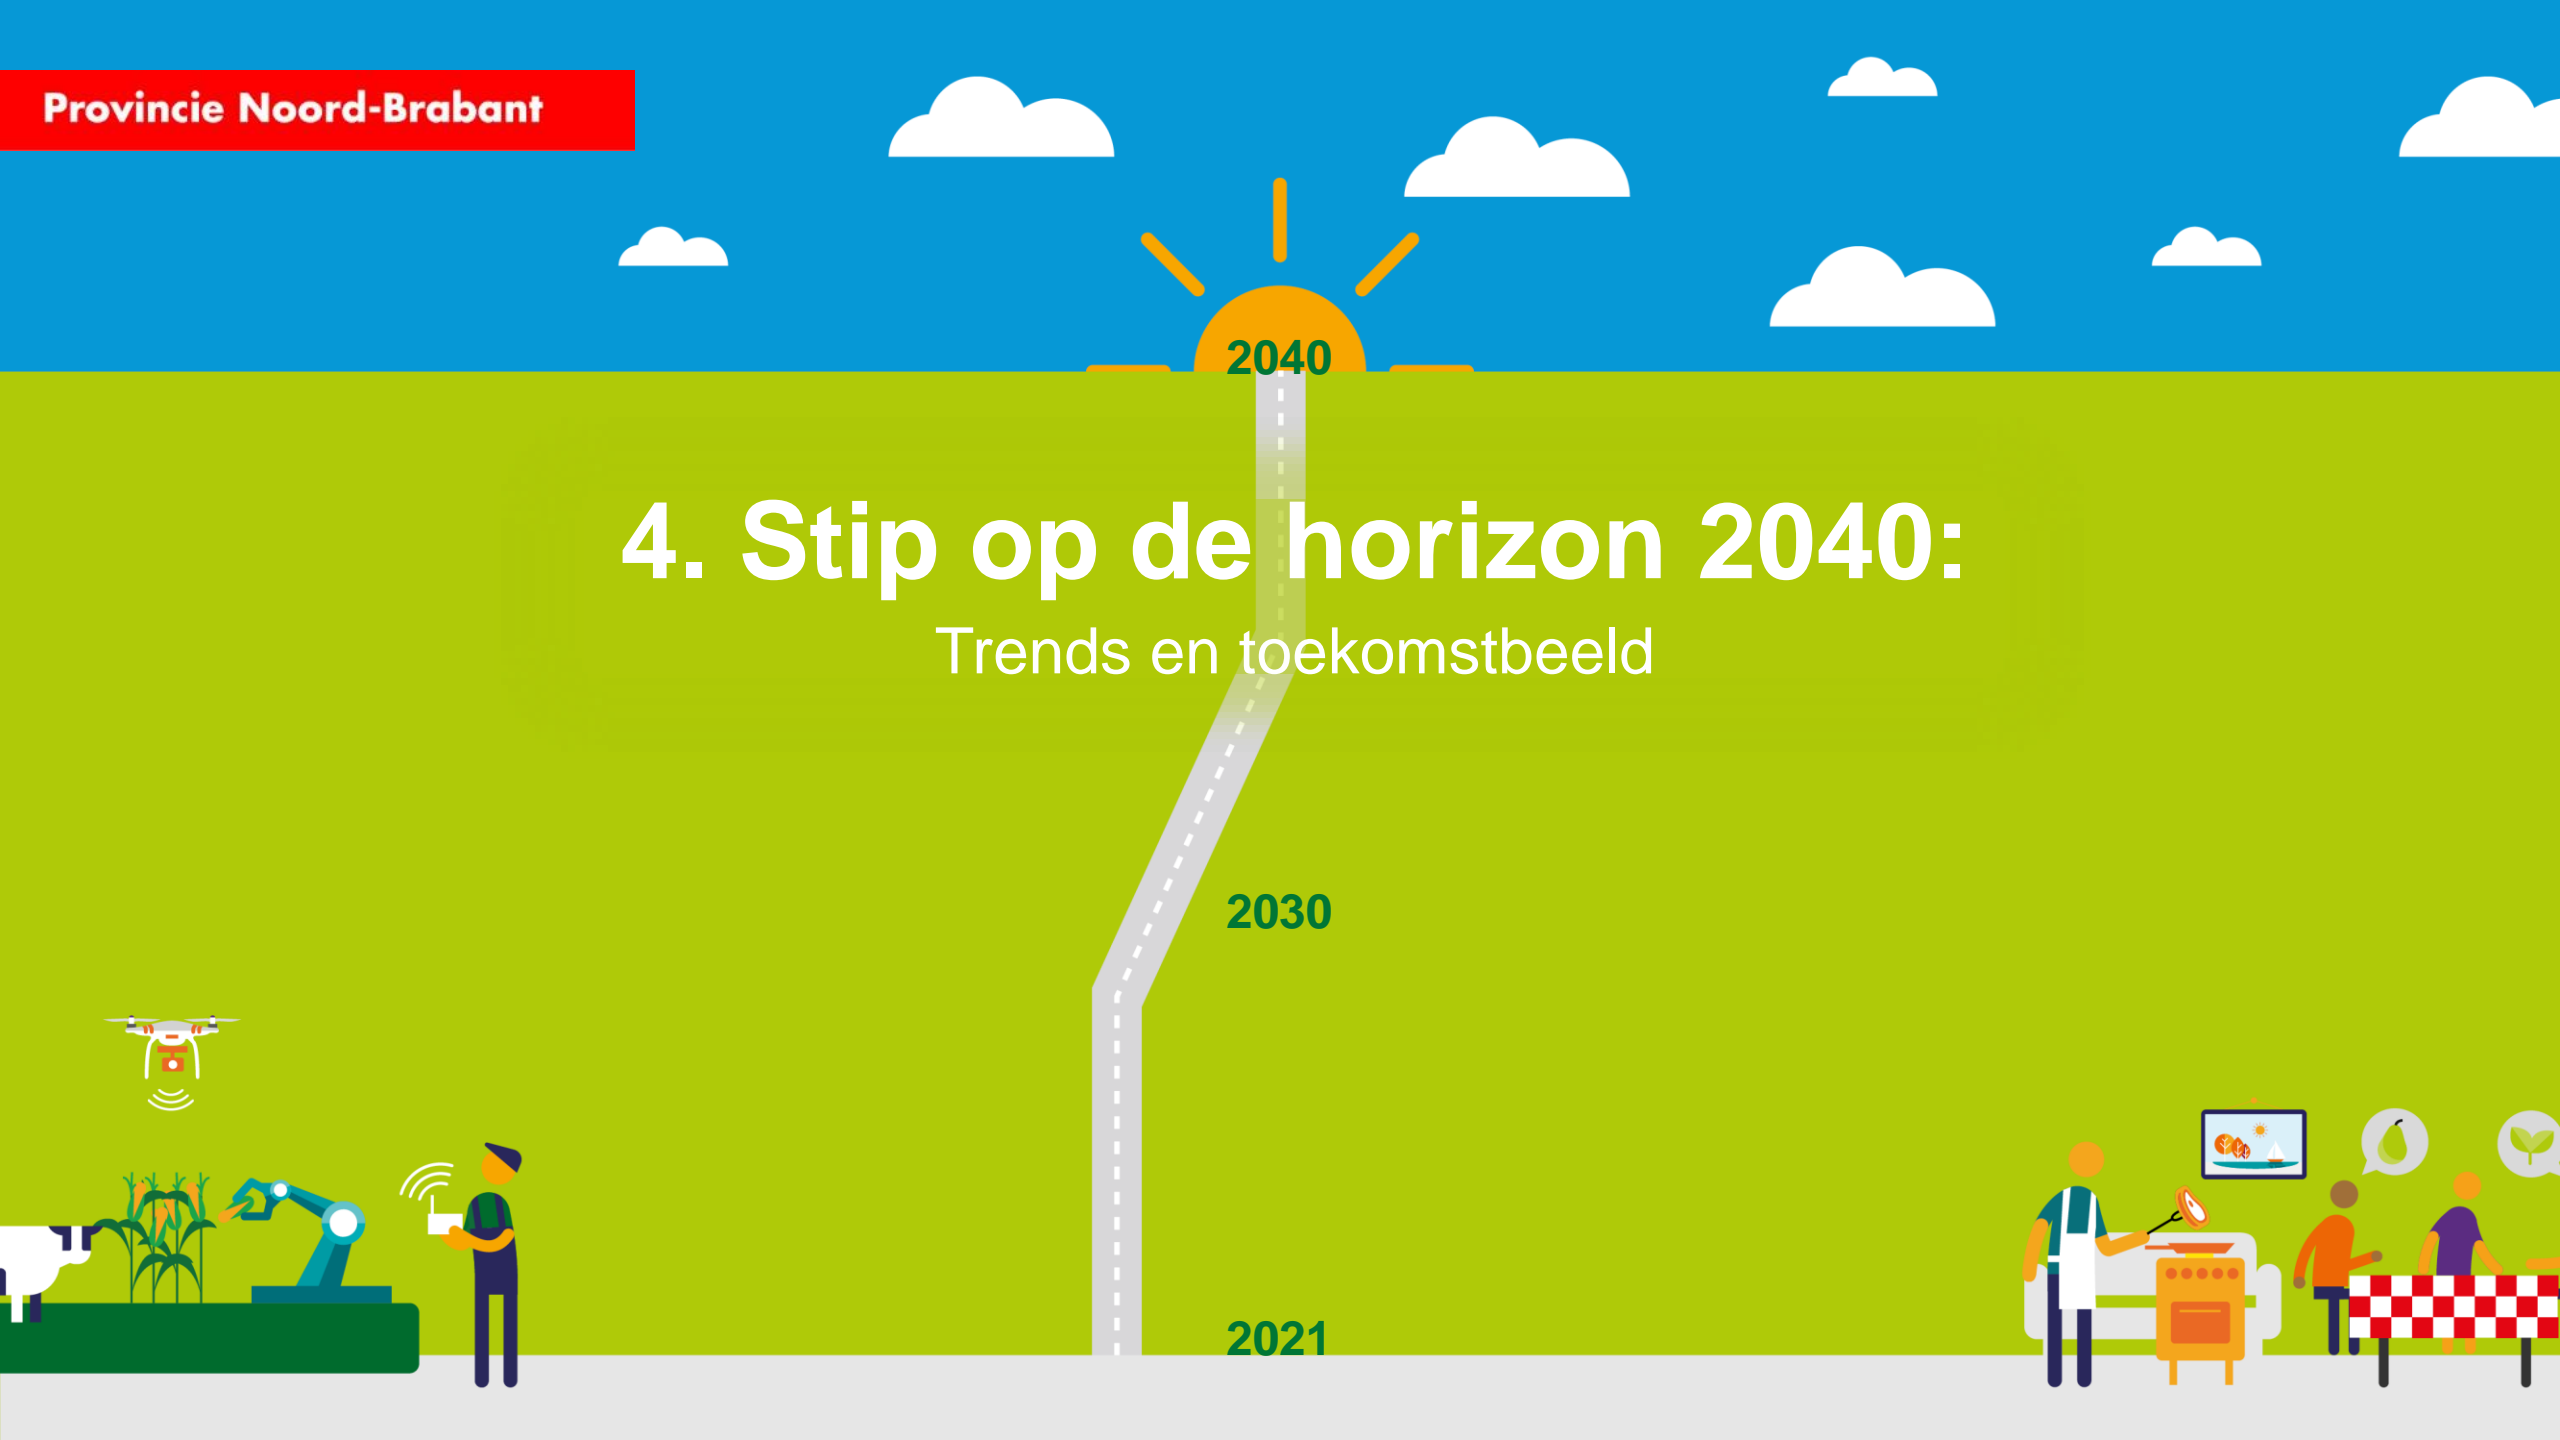 Provincie Noord-Brabant
2040
4. Stip op de horizon 2040:
Trends en toekomstbeeld
2030
2021